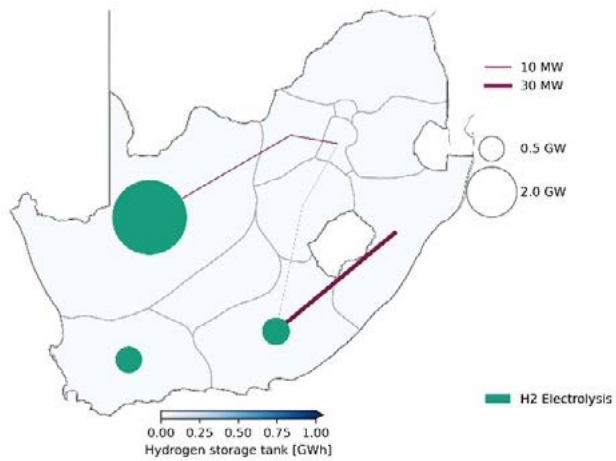 10 MW
30 MW
0.5 GW
2.0 GW
H2 Electrolysis
0.00 0.25 0.50 0.75 1.00
Hydrogen storage tank [GWh]